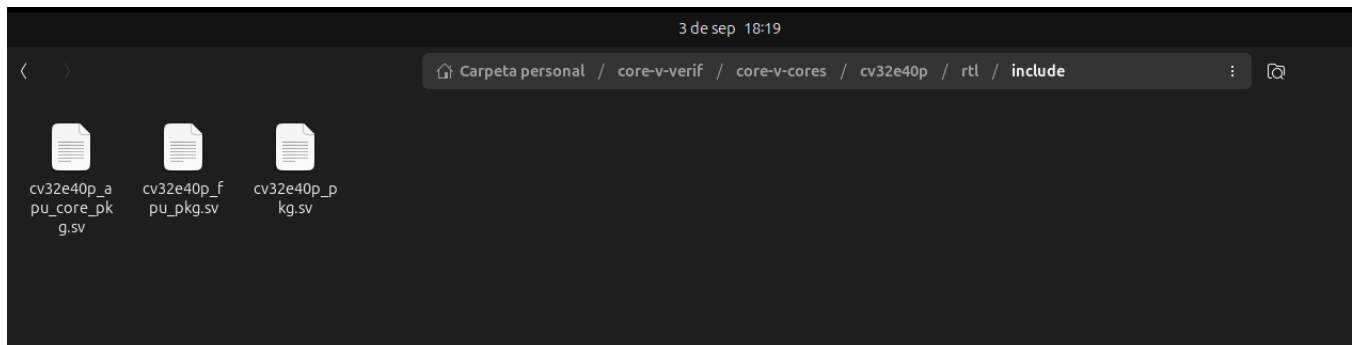 3 de sep 18:19
Carpeta personal / core-v-verif / core-v-cores / cv32e40p / rtl / include
cv32e40p_a
pu_core_pk
g.sv
cv32e40p_f
pu_pkg.sv
cv32e40p_p
kg.sv